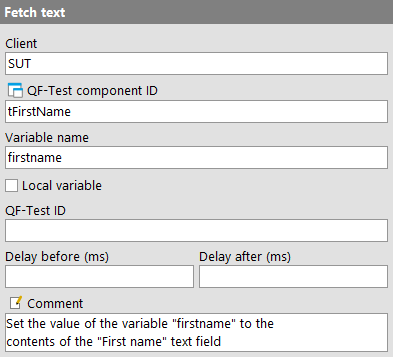 Fetch text
Client
SUT
QF-Test component ID
tFirstName
Variable name
firstname
Local variable
QF-Test ID
Delay before (ms) Delay after (ms)
Comment
Set the value of the variable "firstname" to the
contents of the "First name" text field